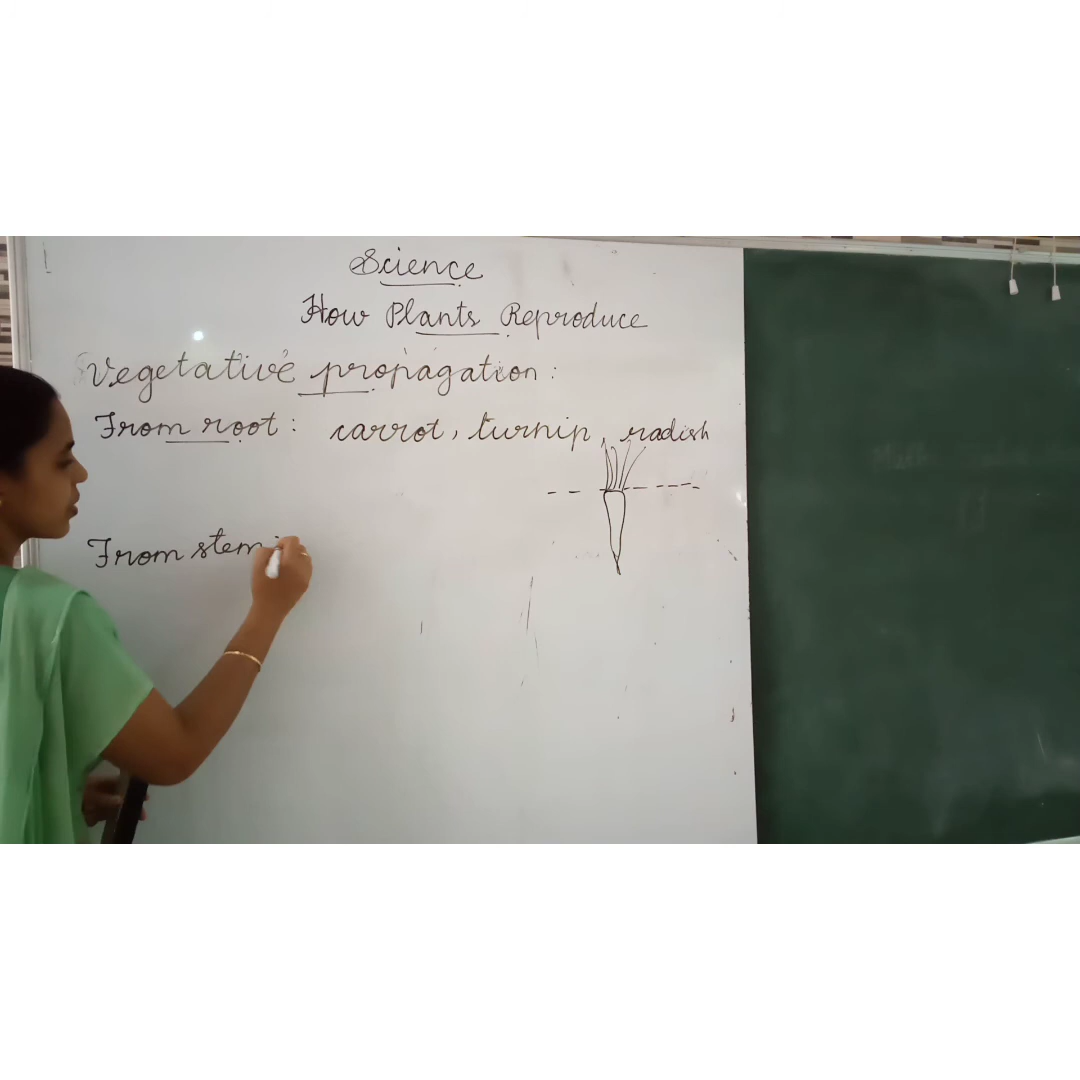 Science
How Plants Reproduce
Vegetative propagation :
From root : carrot, turnip, radish
From stem :